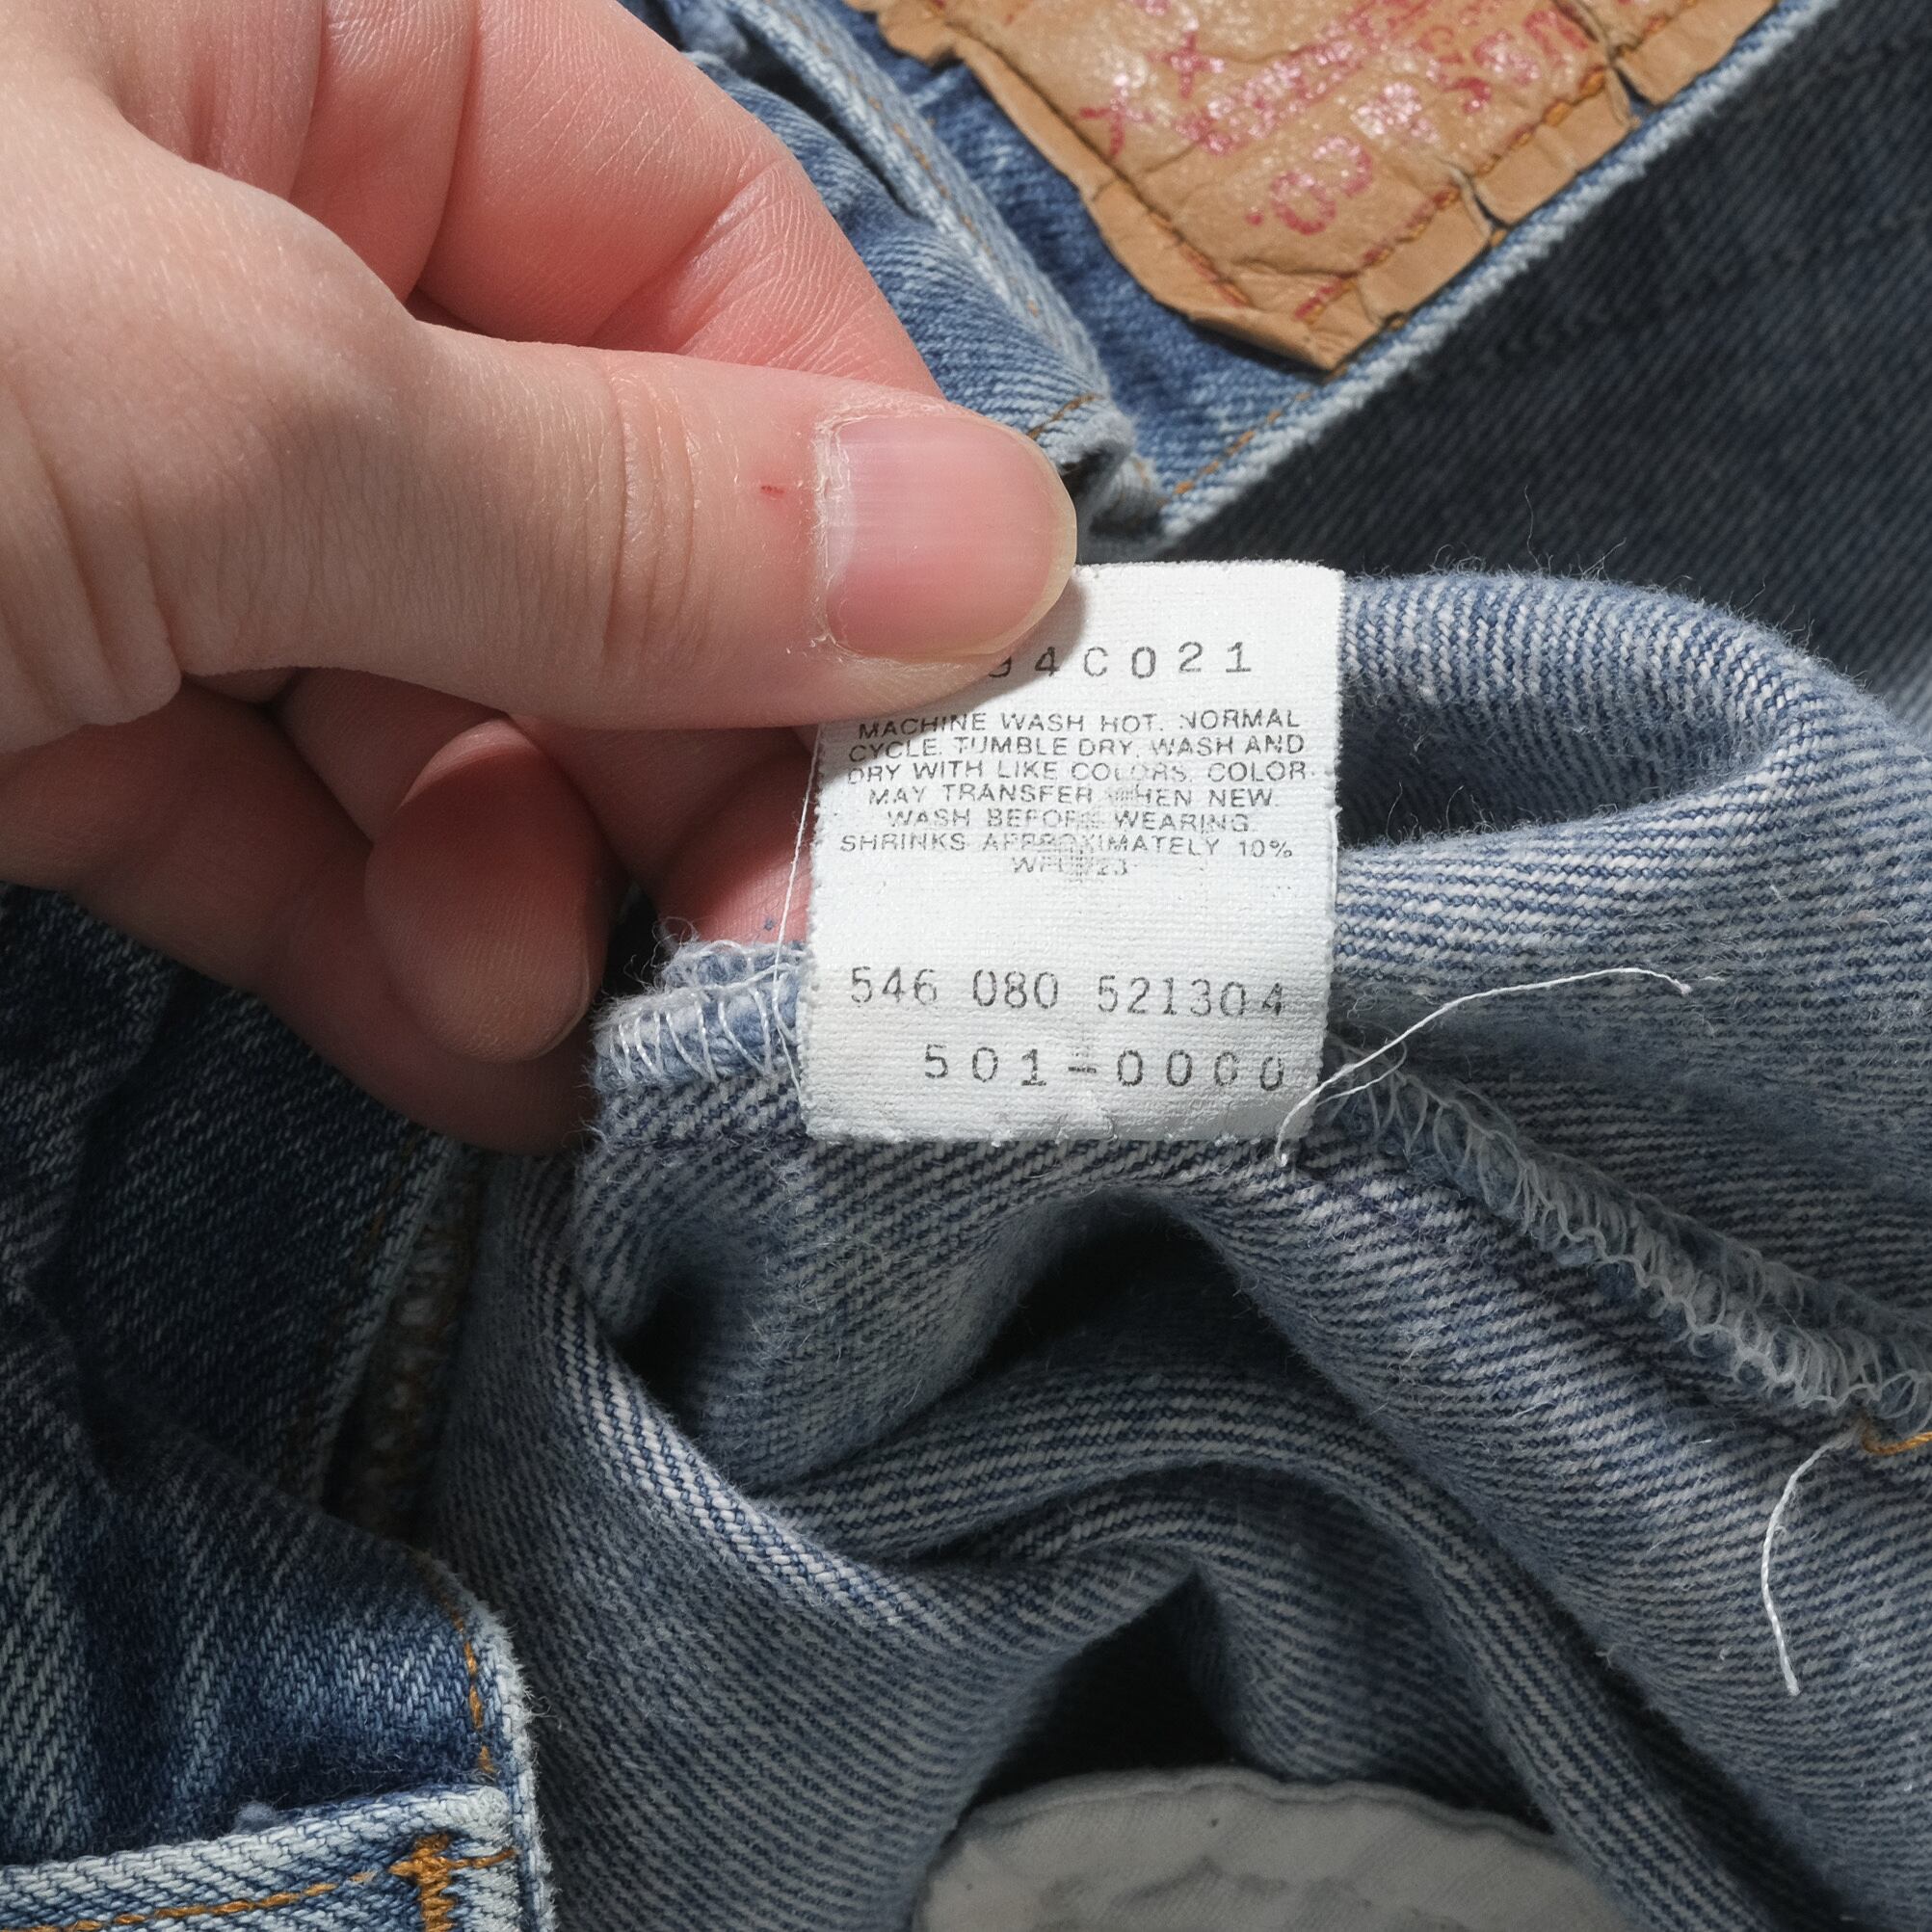 94C021
MACHINE WASH HOT. NORMAL
CYCLE. TUMBLE DRY. WASH AND
DRY WITH LIKE COLORS. COLOR
MAY TRANSFER WHEN NEW.
WASH BEFORE WEARING.
SHRINKS APPROXIMATELY 10%
546 080 521304
501-0000